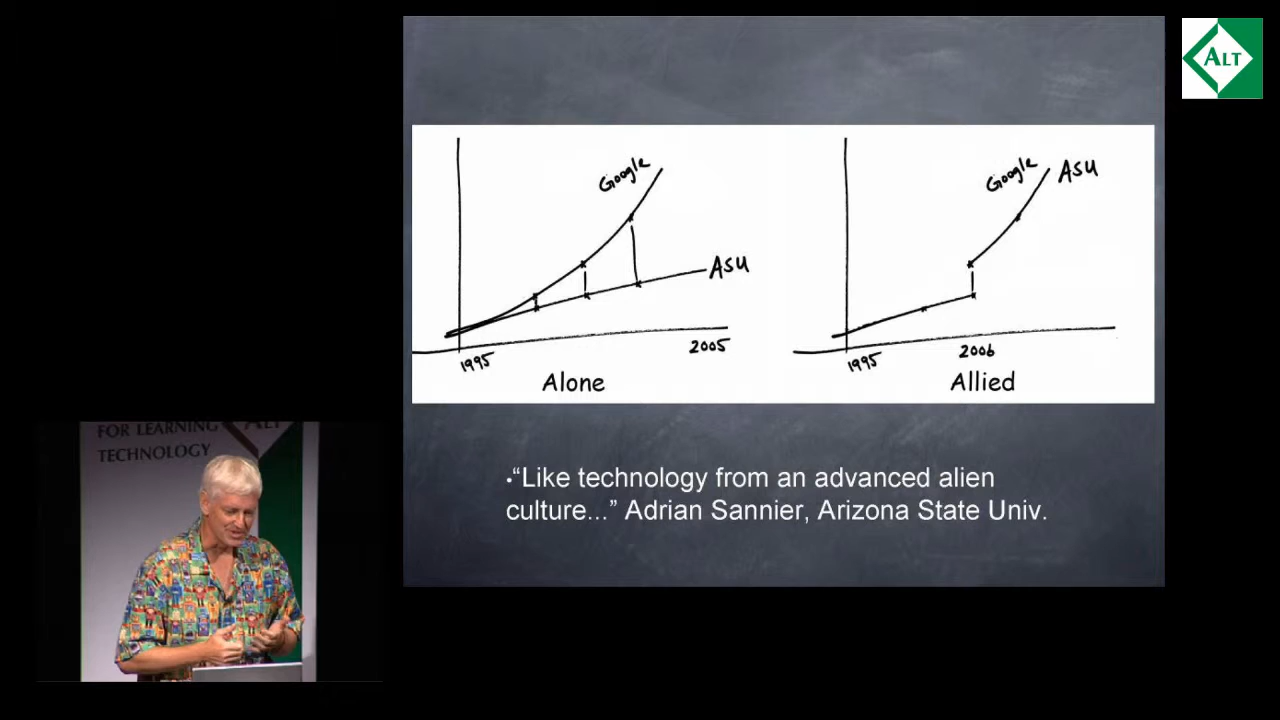 ALT
Google
ASU
1995
2005
Alone
Google
ASU
1995
2006
Allied
•“Like technology from an advanced alien
culture...” Adrian Sannier, Arizona State Univ.
FOR LEARNING
TECHNOLOGY
ALT